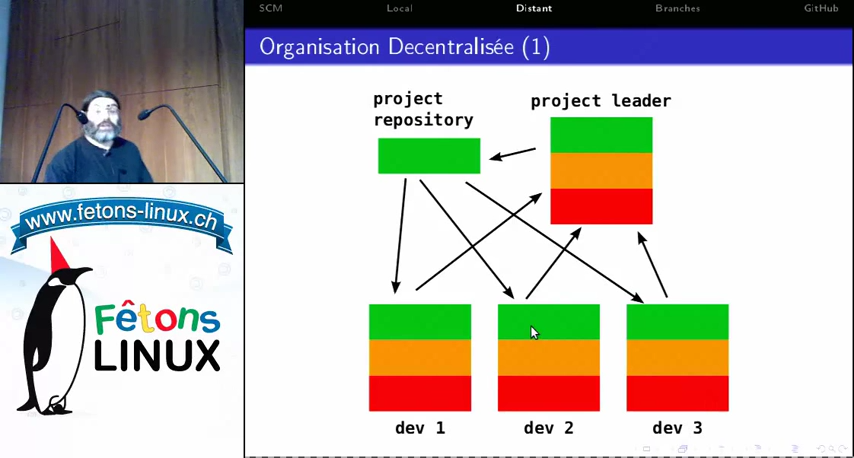 SCM Local Distant Branches GitHub
Organisation Decentralisée (1)
project
repository
project leader
dev 1 dev 2 dev 3
www.fetons-linux.ch
Fêtons
LINUX